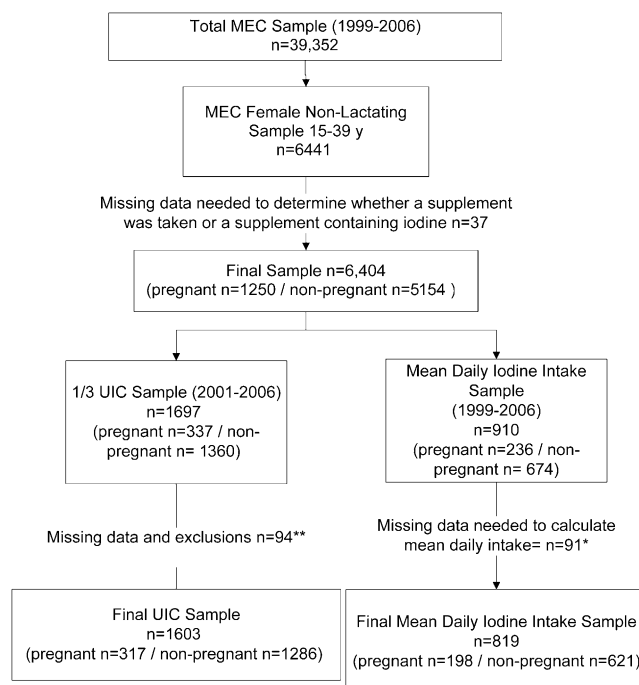 Total MEC Sample (1999-2006)
n=39,352
MEC Female Non-Lactating
Sample 15-39 y
n=6441
Missing data needed to determine whether a supplement
was taken or a supplement containing iodine n=37
Final Sample n=6,404
(pregnant n=1250 / non-pregnant n=5154 )
1/3 UIC Sample (2001-2006)
n=1697
(pregnant n=337 / non-
pregnant n= 1360)
Mean Daily Iodine Intake
Sample
(1999-2006)
n=910
(pregnant n=236 / non-
pregnant n= 674)
Missing data and exclusions n=94**
Missing data needed to calculate
mean daily intake= n=91*
Final UIC Sample
n=1603
(pregnant n=317 / non-pregnant n=1286)
Final Mean Daily Iodine Intake Sample
n=819
(pregnant n=198 / non-pregnant n=621)